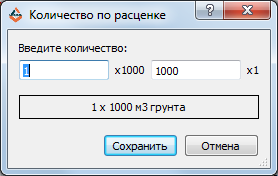 Количество по расценке
Введите количество:
1 x1000 1000 x1
1 x 1000 м3 грунта
Сохранить Отмена